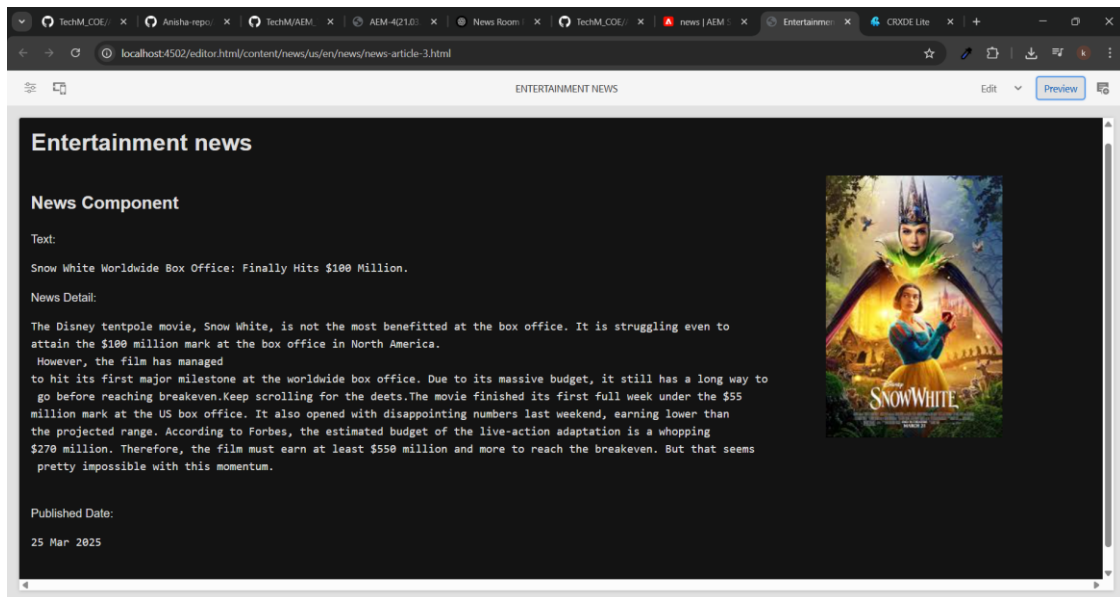 TechM_COE/
Anisha-repo/
TechM/AEM_
AEM-4(21.03
News Room
TechM_COE/
news | AEM S
Entertainmen
CRXDE Lite
localhost:4502/editor.html/content/news/us/en/news/news-article-3.html
k
ENTERTAINMENT NEWS
Edit
Preview
Entertainment news
News Component
Text:
Snow White Worldwide Box Office: Finally Hits $100 Million.
News Detail:
The Disney tentpole movie, Snow White, is not the most benefitted at the box office. It is struggling even to
attain the $100 million mark at the box office in North America.
However, the film has managed
to hit its first major milestone at the worldwide box office. Due to its massive budget, it still has a long way to
go before reaching breakeven.Keep scrolling for the deets.The movie finished its first full week under the $55
million mark at the US box office. It also opened with disappointing numbers last weekend, earning lower than
the projected range. According to Forbes, the estimated budget of the live-action adaptation is a whopping
$270 million. Therefore, the film must earn at least $550 million and more to reach the breakeven. But that seems
pretty impossible with this momentum.
Disney
SNOW WHITE
MARCH 21
Published Date:
25 Mar 2025